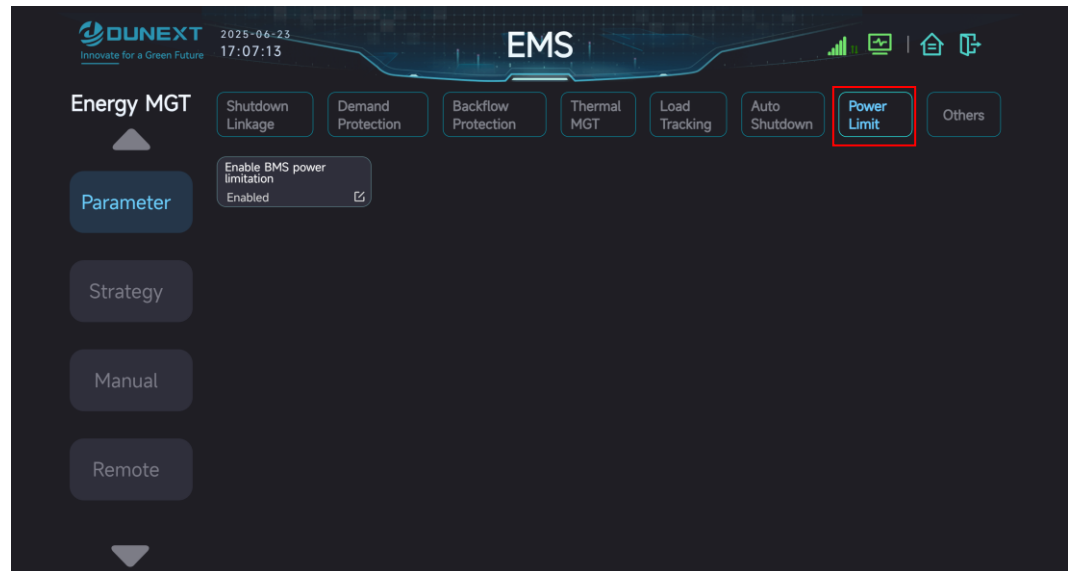 DUNEXT
Innovate for a Green Future
2025-06-23
17:07:13
EMS
Energy MGT
Shutdown
Linkage
Demand
Protection
Backflow
Protection
Thermal
MGT
Load
Tracking
Auto
Shutdown
Power
Limit
Others
Enable BMS power
limitation
Enabled
Parameter
Strategy
Manual
Remote